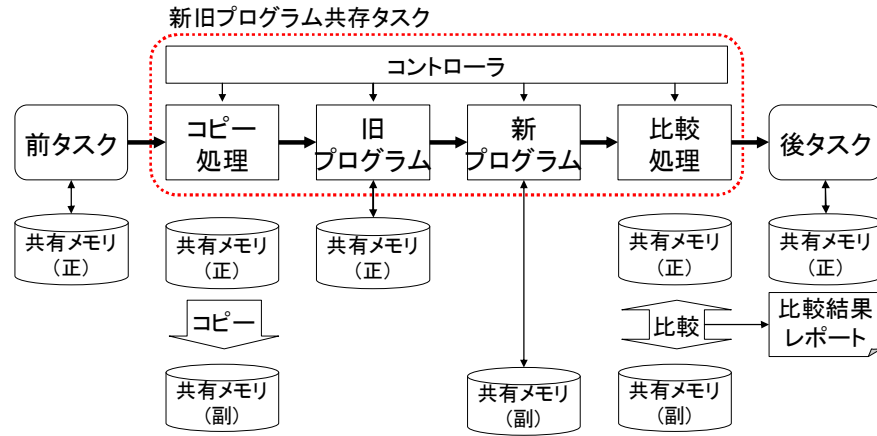 新旧プログラム共存タスク
コントローラ
前タスク
コピー
処理
旧
プログラム
新
プログラム
比較
処理
後タスク
共有メモリ
(正)
共有メモリ
(正)
共有メモリ
(正)
共有メモリ
(正)
共有メモリ
(正)
コピー
比較
比較結果
レポート
共有メモリ
(副)
共有メモリ
(副)
共有メモリ
(副)